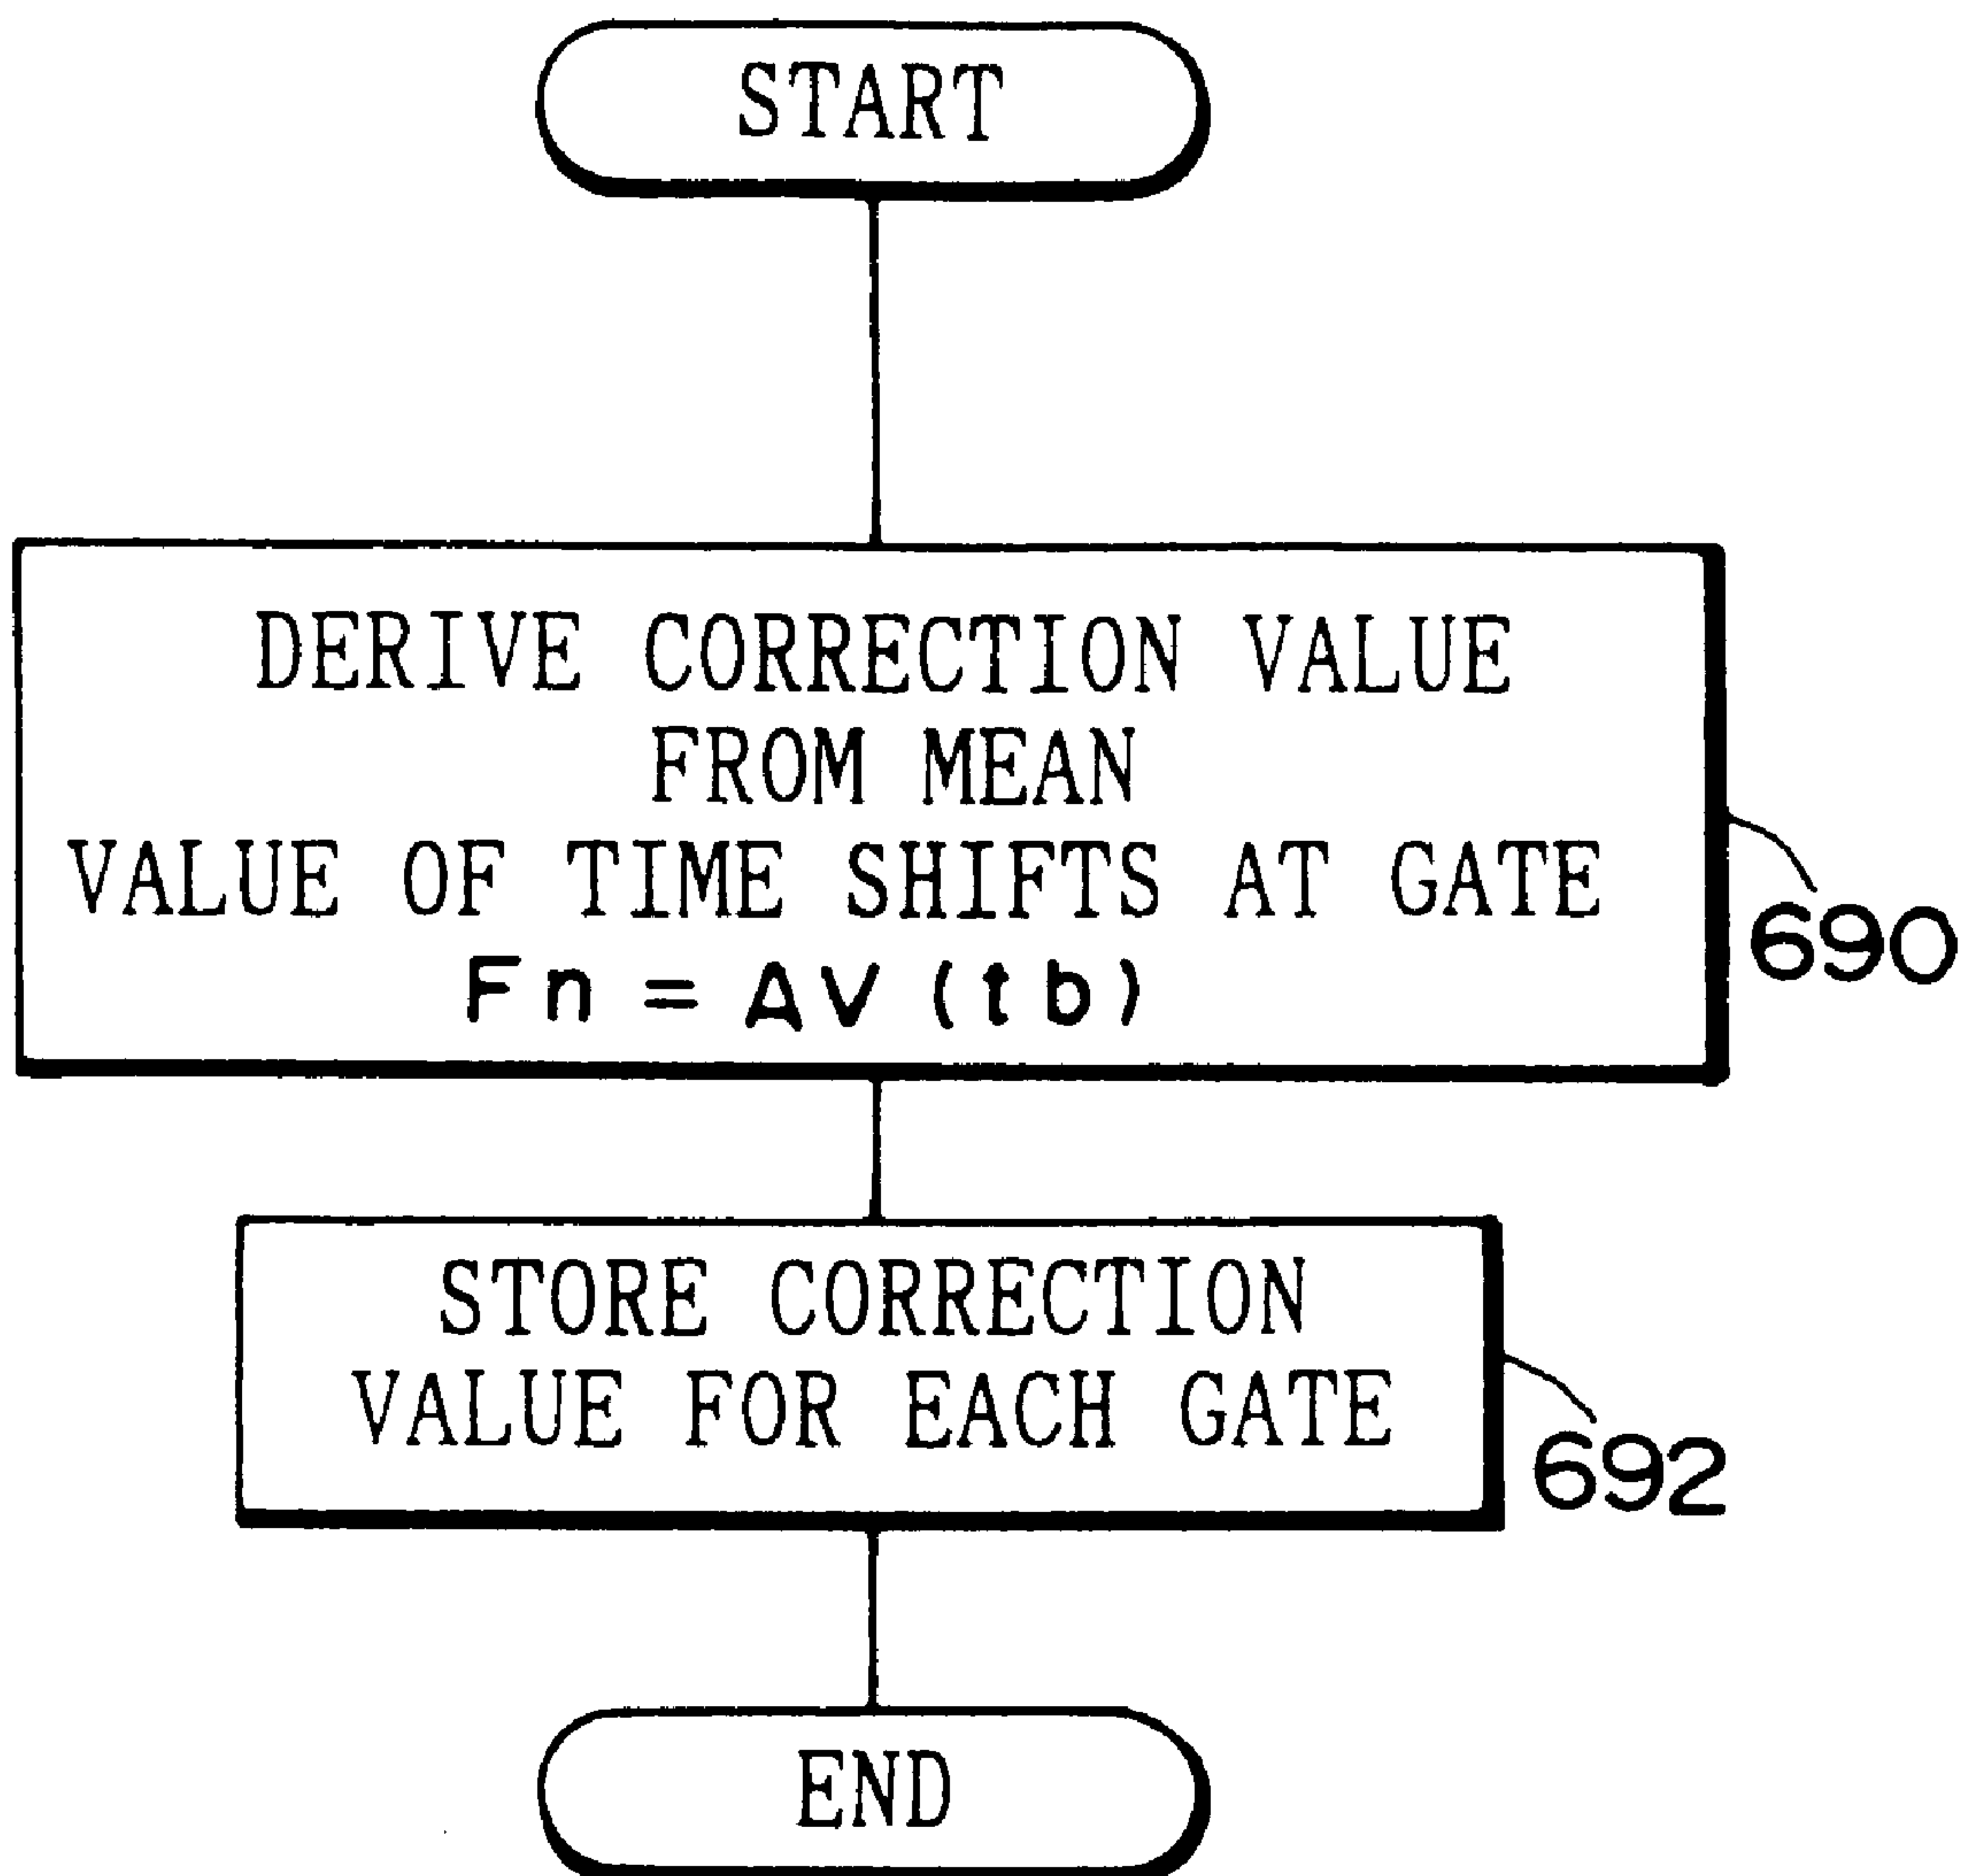 START
DERIVE CORRECTION VALUE
FROM MEAN
VALUE OF TIME SHIFTS AT GATE
Fn = AV (tb)
690
STORE CORRECTION
VALUE FOR EACH GATE
692
END